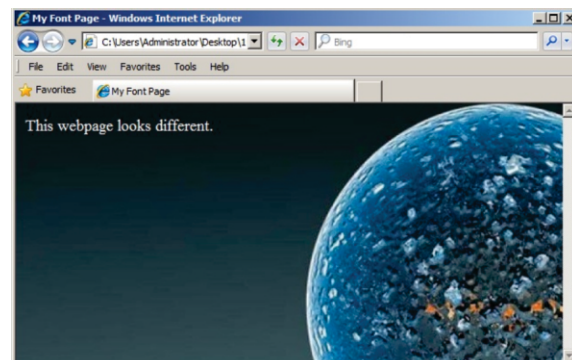 My Font Page - Windows Internet Explorer
C:\Users\Administrator\Desktop\1
Bing
File Edit View Favorites Tools Help
Favorites My Font Page
This webpage looks different.